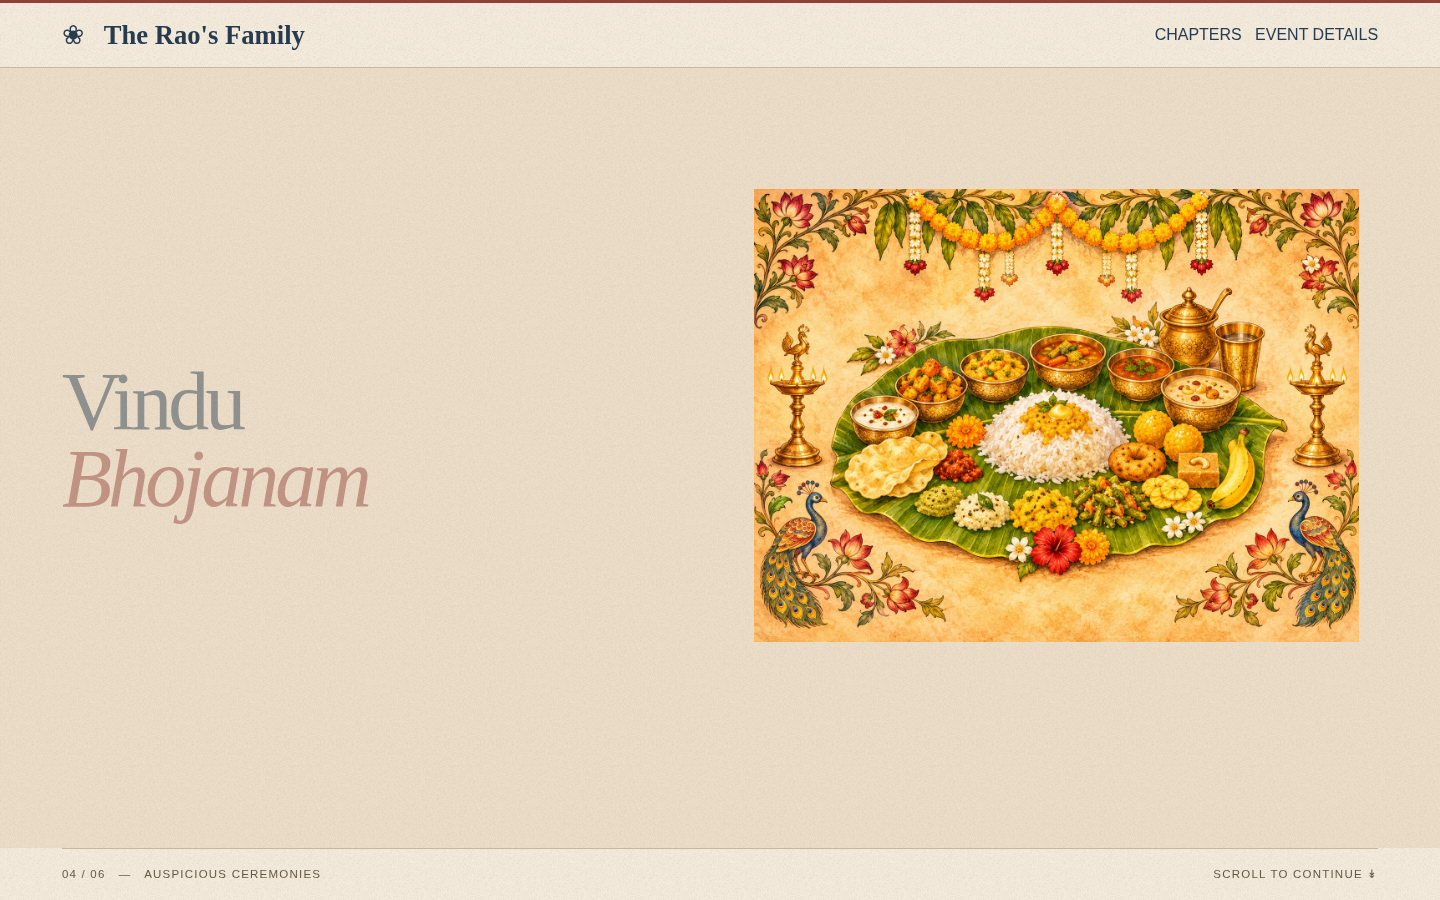 ❀ The Rao's Family
CHAPTERS EVENT DETAILS
Vindu
Bhojanam
04 / 06 — AUSPICIOUS CEREMONIES
SCROLL TO CONTINUE ↡